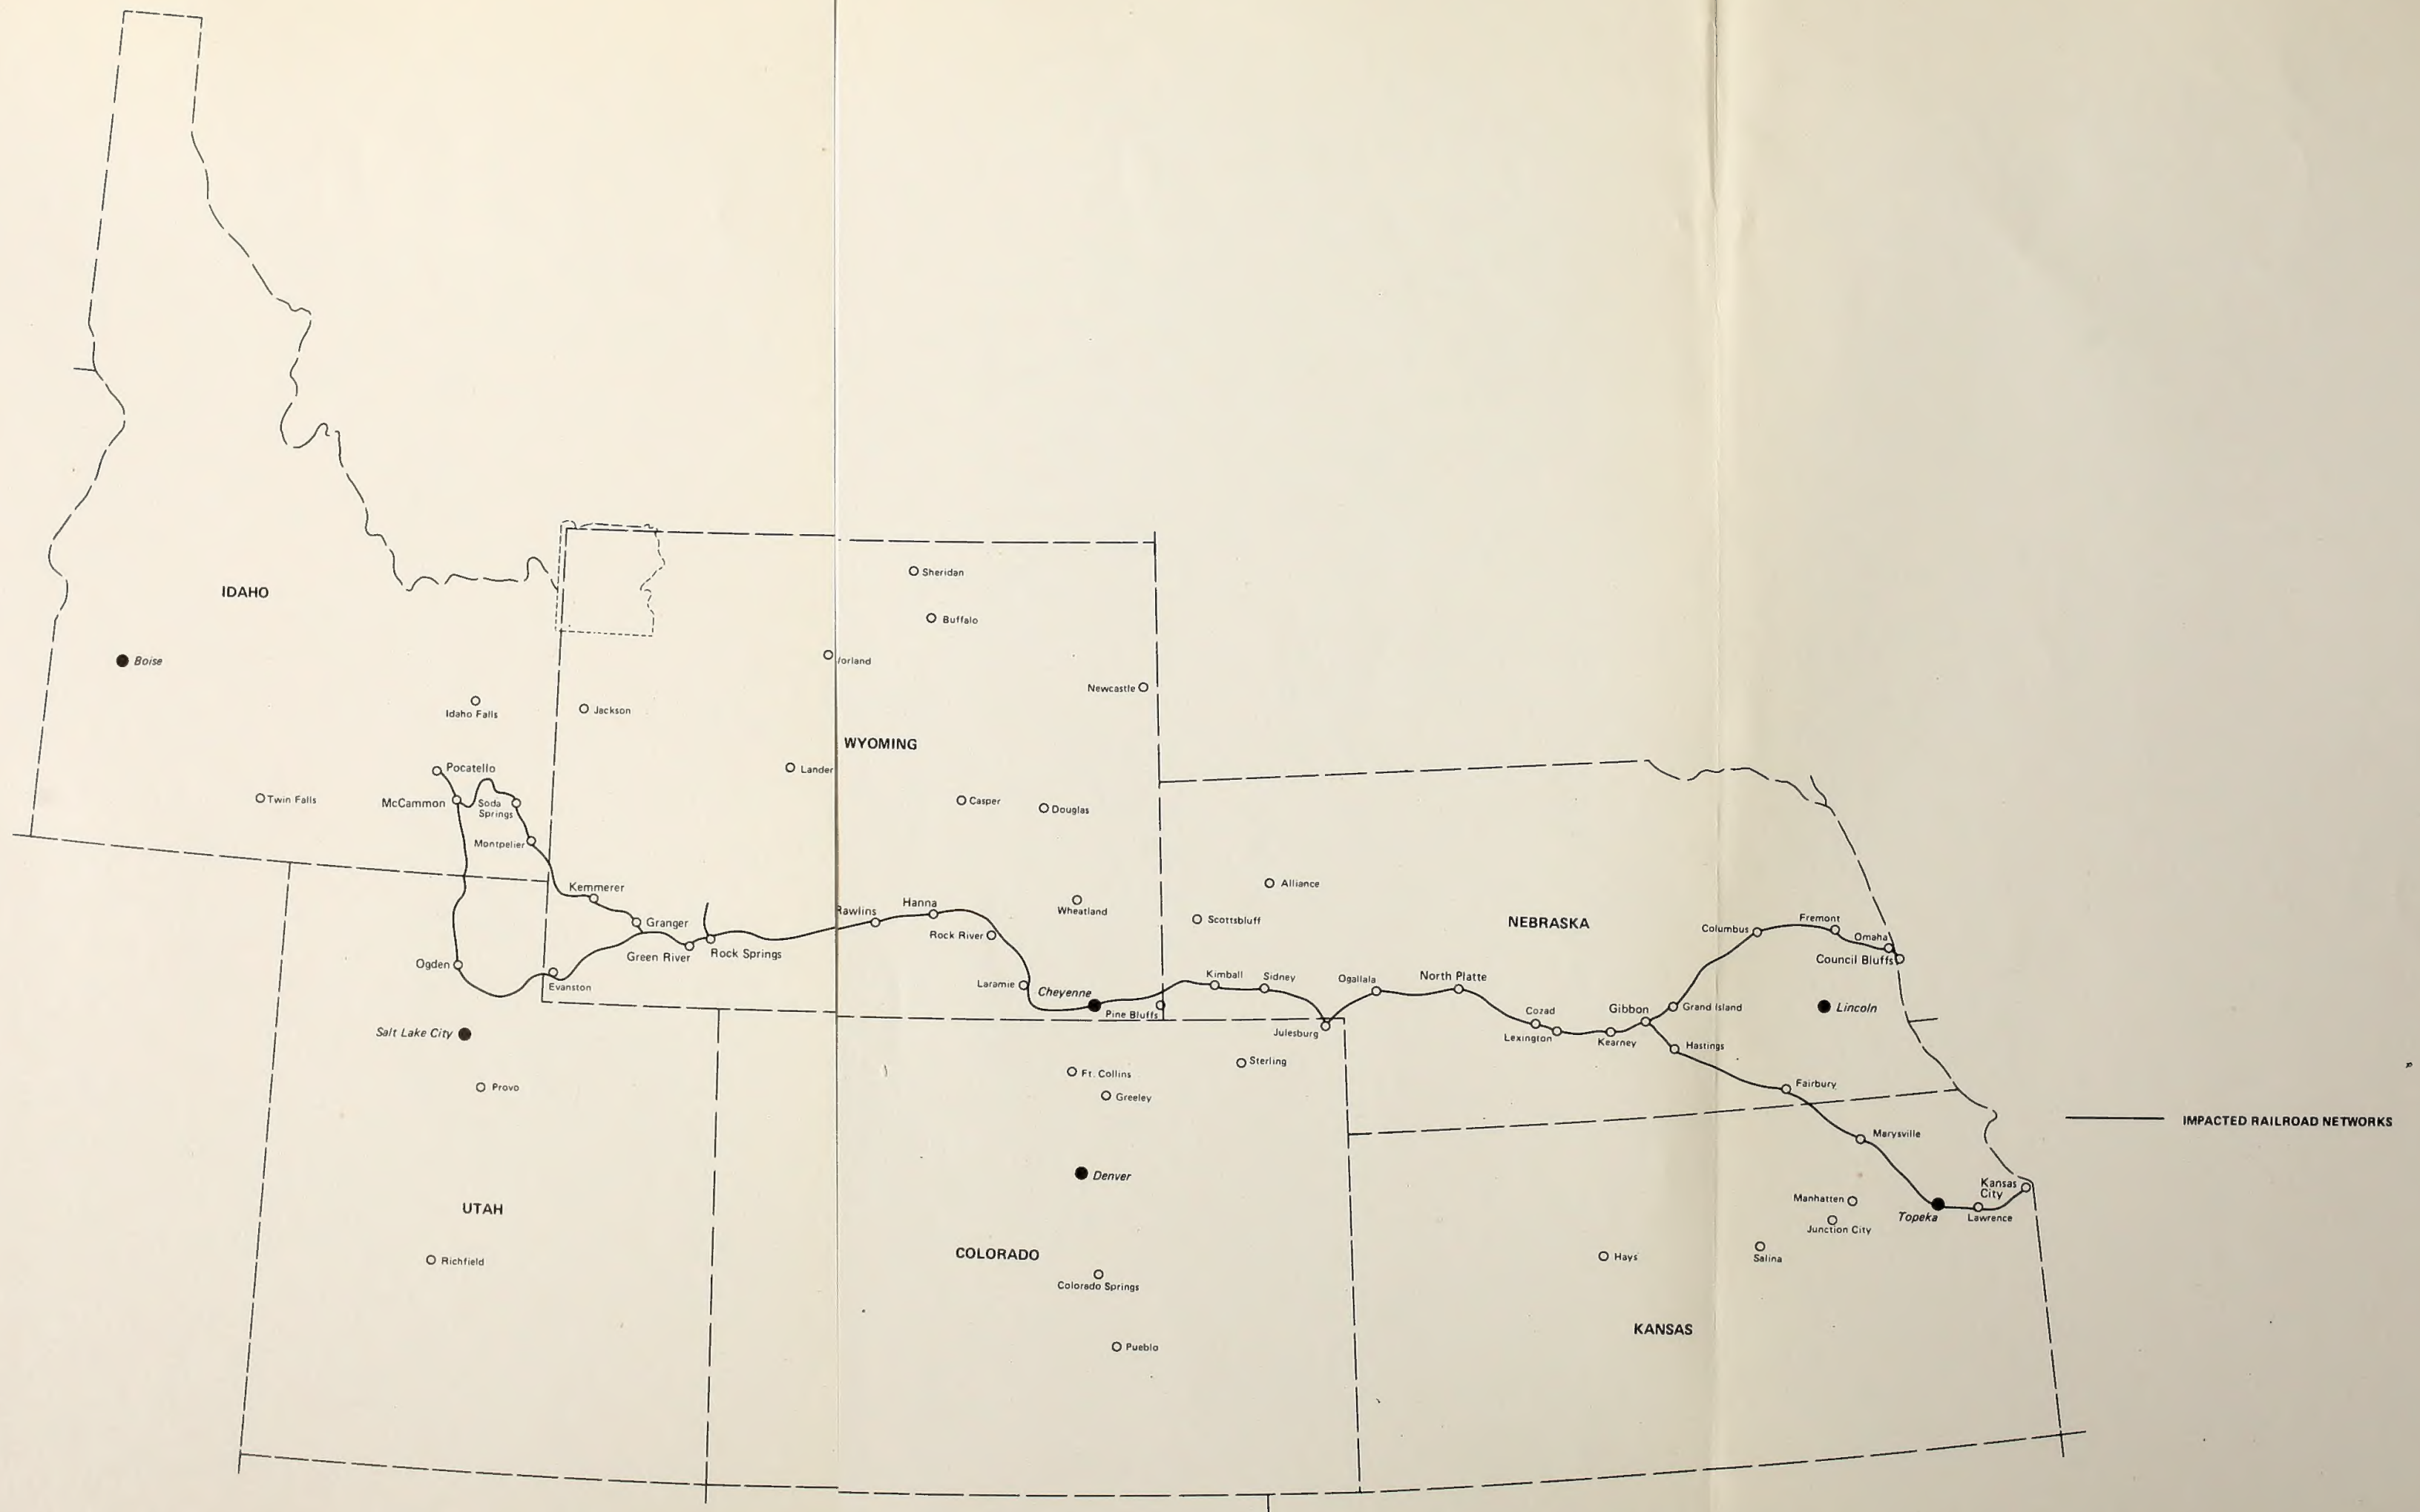 IDAHO
Boise
Idaho Falls
Pocatello
Twin Falls
McCammon
Soda
Springs
Montpelier
WYOMING
Sheridan
Buffalo
/orland
Newcastle
Jackson
Lander
Casper
Douglas
Kemmerer
Granger
Green River
Rock Springs
Rawlins
Hanna
Rock River
Wheatland
Laramie
Cheyenne
Pine Bluffs
Evanston
NEBRASKA
Alliance
Scottsbluff
Kimball
Sidney
Ogallala
North Platte
Cozad
Lexington
Kearney
Gibbon
Grand Island
Columbus
Fremont
Omaha
Council Bluffs
Lincoln
Hastings
Fairbury
UTAH
Ogden
Salt Lake City
Provo
Richfield
COLORADO
Julesburg
Sterling
Ft. Collins
Greeley
Denver
Colorado Springs
Pueblo
KANSAS
Marysville
Manhatten
Junction City
Topeka
Lawrence
Kansas
City
Salina
Hays
IMPACTED RAILROAD NETWORKS